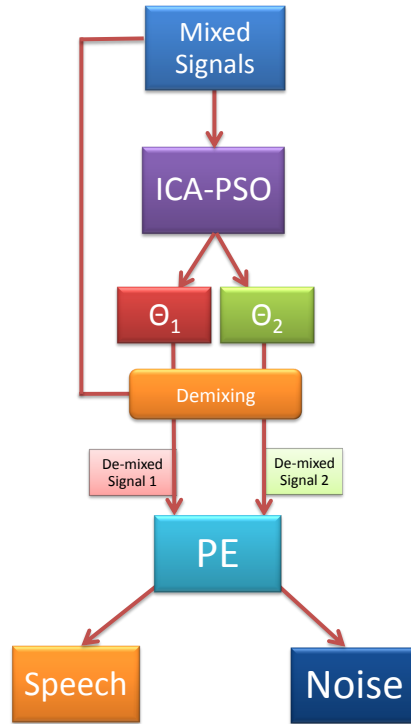 Mixed
Signals
ICA-PSO
Θ₁
Θ₂
Demixing
De-mixed
Signal 1
De-mixed
Signal 2
PE
Speech
Noise